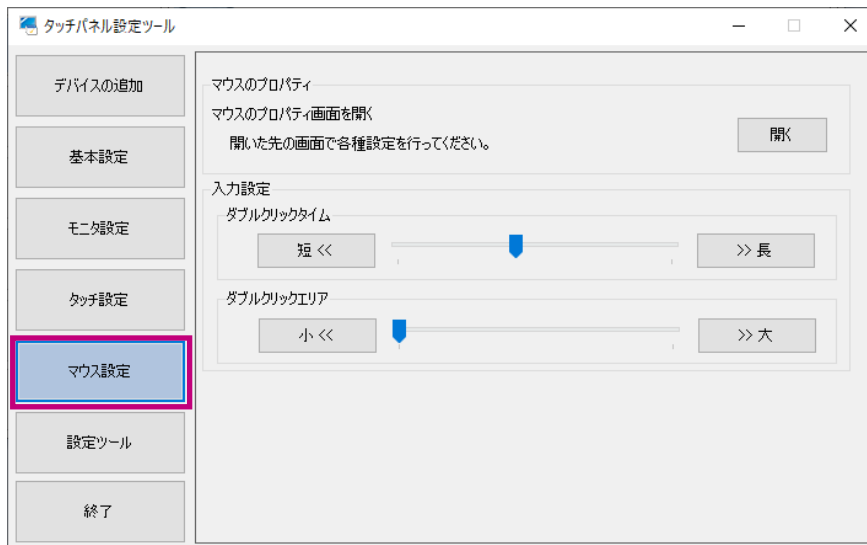 タッチパネル設定ツール
デバイスの追加
基本設定
モニタ設定
タッチ設定
マウス設定
設定ツール
終了
マウスのプロパティ
マウスのプロパティ画面を開く
開いた先の画面で各種設定を行ってください。
開く
入力設定
ダブルクリックタイム
短 <<
>> 長
ダブルクリックエリア
小 <<
>> 大